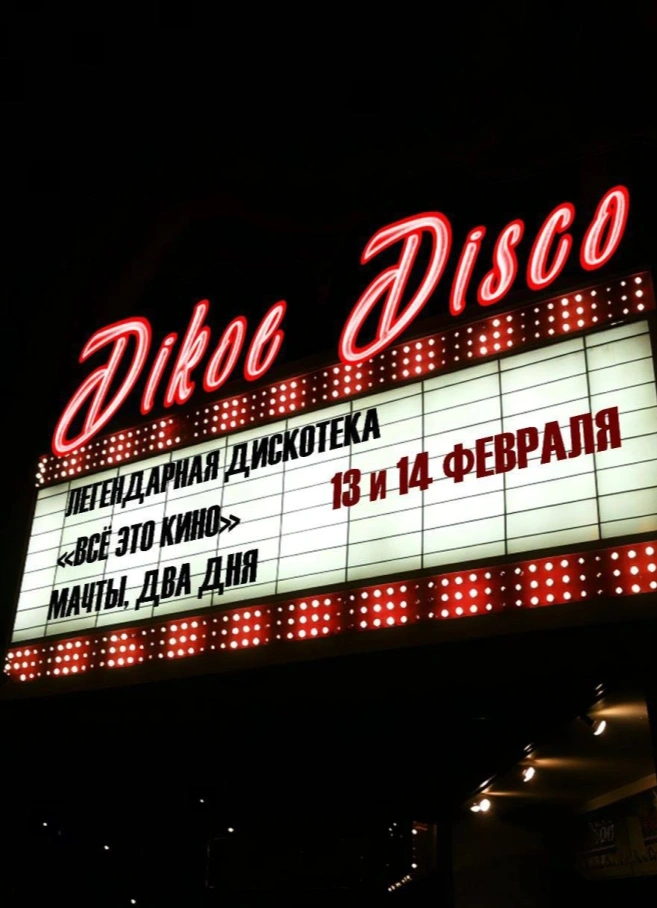 Dikoe Disco
ЛЕГЕНДАРНАЯ ДИСКОТЕКА
«ВСЁ ЭТО КИНО»
МАЧТЫ, ДВА ДНЯ
13 и 14 ФЕВРАЛЯ